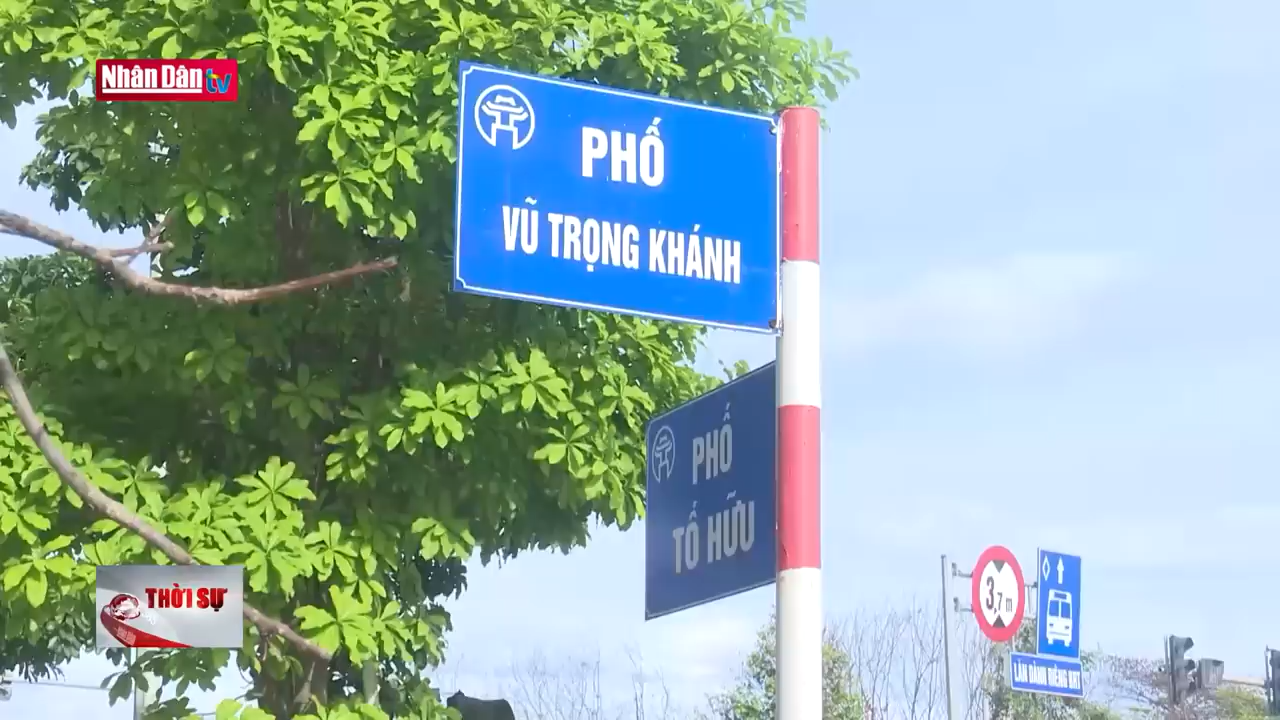 Nhân Dân tv
PHỐ
VŨ TRỌNG KHÁNH
PHỐ
TỐ HỮU
3,7 m
LÀN DÀNH RIÊNG BRT
THỜI SỰ